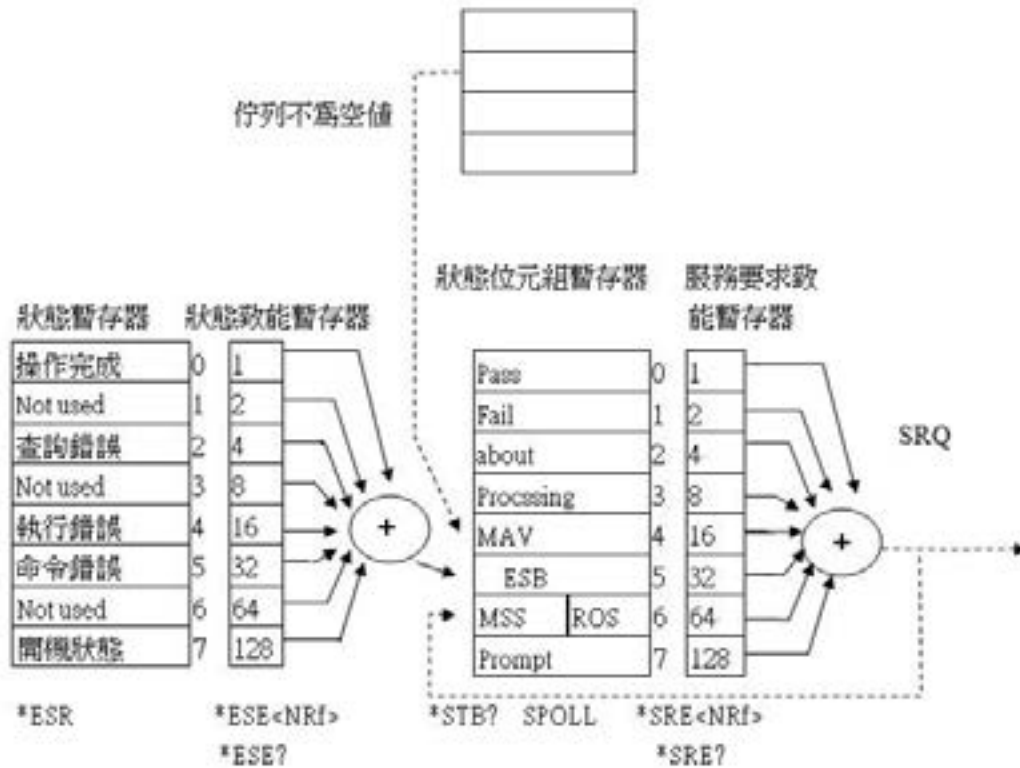 佇列不為空值
狀態暫存器
狀態致能暫存器
操作完成 0 1
Not used 1 2
查詢錯誤 2 4
Not used 3 8
執行錯誤 4 16
命令錯誤 5 32
Not used 6 64
開機狀態 7 128
*ESR
*ESE<NRf>
*ESE?
+
狀態位元組暫存器
服務要求致
能暫存器
Pass 0 1
Fail 1 2
about 2 4
Procssing 3 8
MAV 4 16
ESB 5 32
MSS ROS 6 64
Prompt 7 128
*STB? SPOLL
*SRE<NRf>
*SRE?
+
SRQ